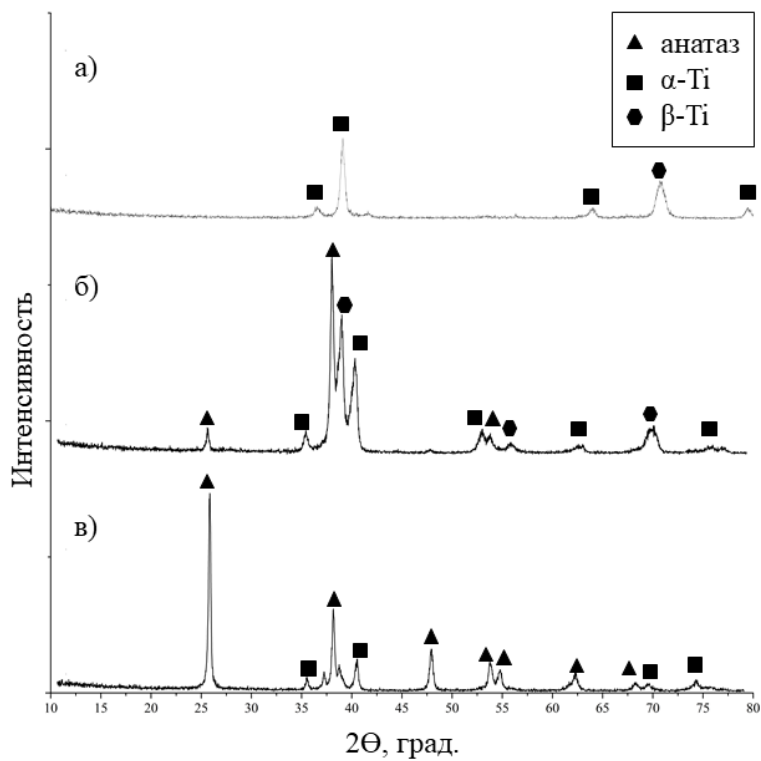 а)
▲ анатаз
■ α-Ti
⬣ β-Ti
б)
в)
Интенсивность
10 15 20 25 30 35 40 45 50 55 60 65 70 75 80
2Ө, град.